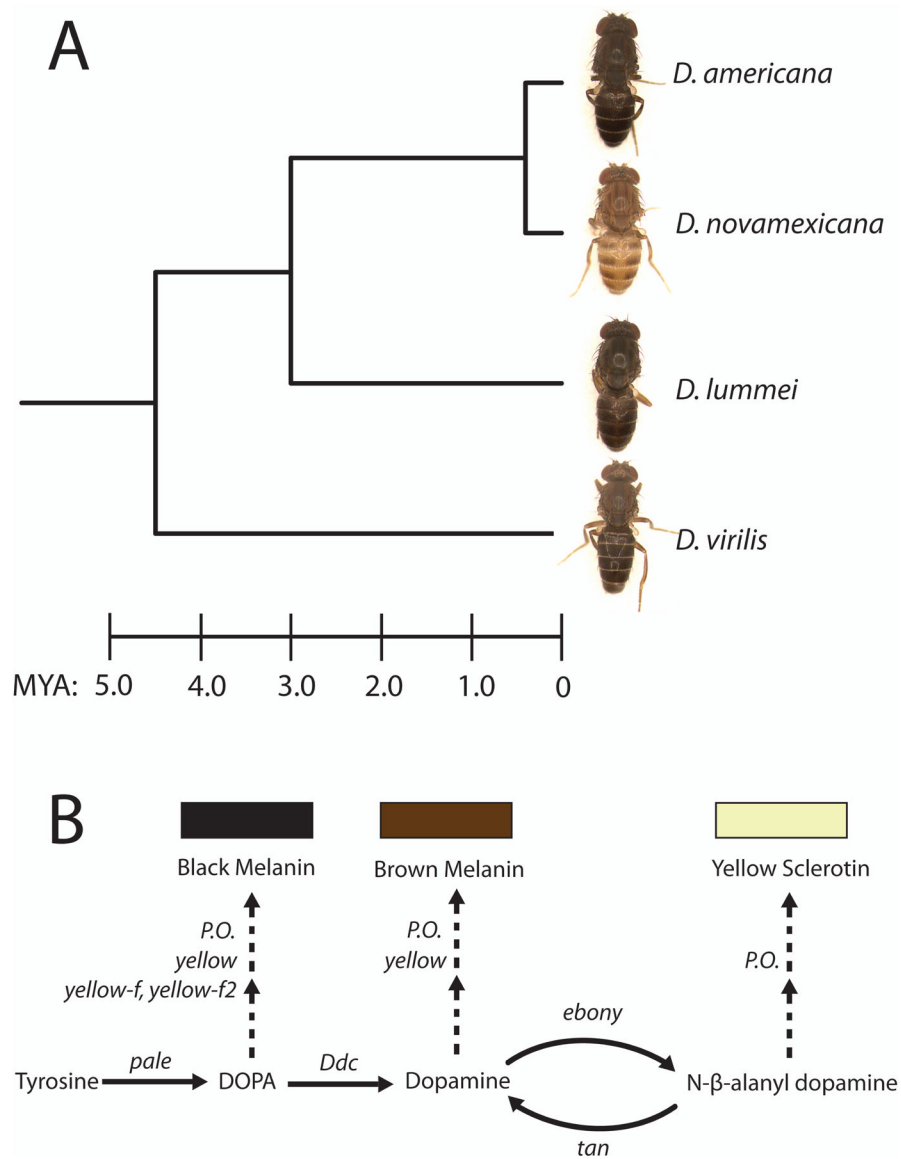 A
D. americana
D. novamexicana
D. lummei
D. virilis
MYA: 5.0 4.0 3.0 2.0 1.0 0
B
Black Melanin Brown Melanin Yellow Sclerotin
P.O. P.O.
yellow yellow P.O.
yellow-f, yellow-f2
ebony
pale Ddc
Tyrosine DOPA Dopamine N-β-alanyl dopamine
tan